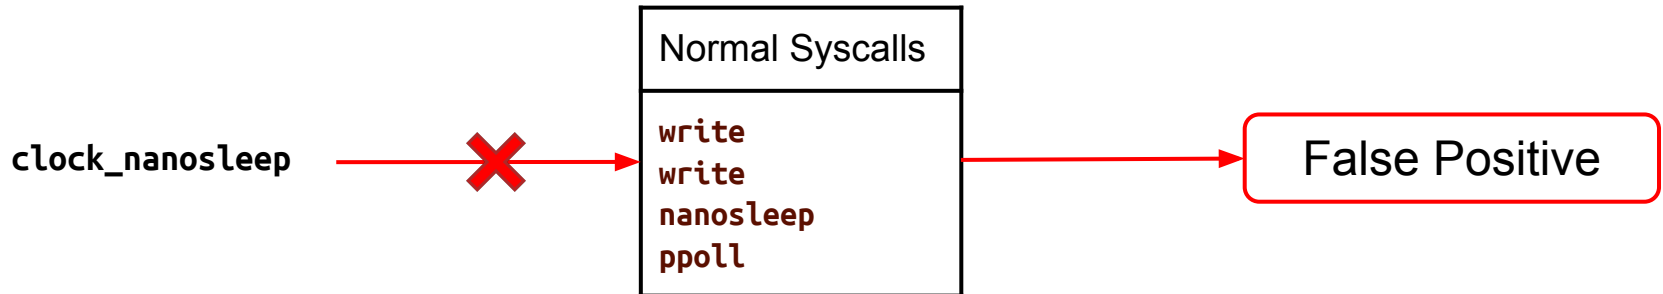 clock_nanosleep
Normal Syscalls
write
write
nanosleep
ppoll
False Positive